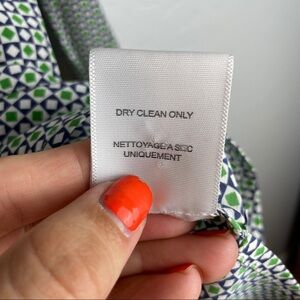 DRY CLEAN ONLY
NETTOYAGE A SEC
UNIQUEMENT